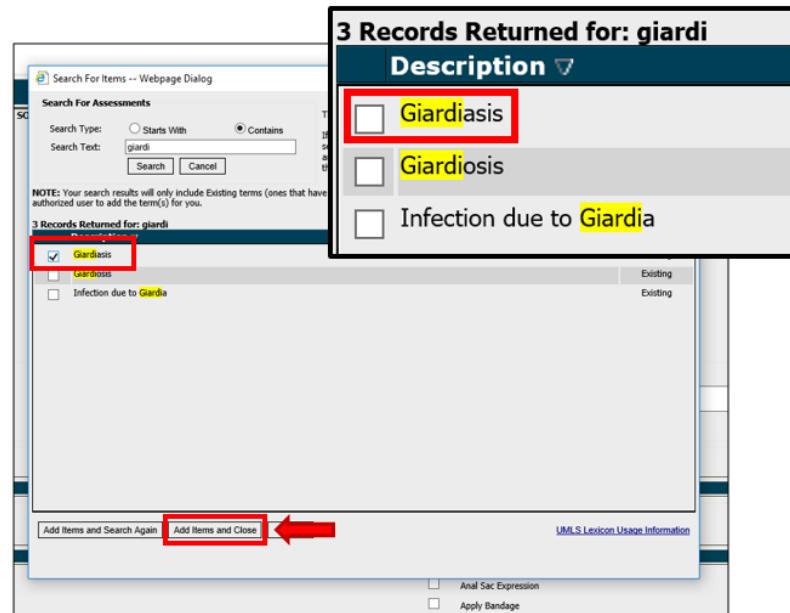 3 Records Returned for: giardi
Description
Giardiasis
Giardiosis
Infection due to Giardia
Search For Items -- Webpage Dialog
Search For Assessments
Search Type: Starts With Contains
Search Text: giardi
Search Cancel
NOTE: Your search results will only include Existing terms (ones that have
authorized user to add the term(s) for you.
3 Records Returned for: giardi
Giardiasis
Giardiosis Existing
Infection due to Giardia Existing
Add Items and Search Again Add Items and Close
UMLS Lexicon Usage Information
Anal Sac Expression
Apply Bandage